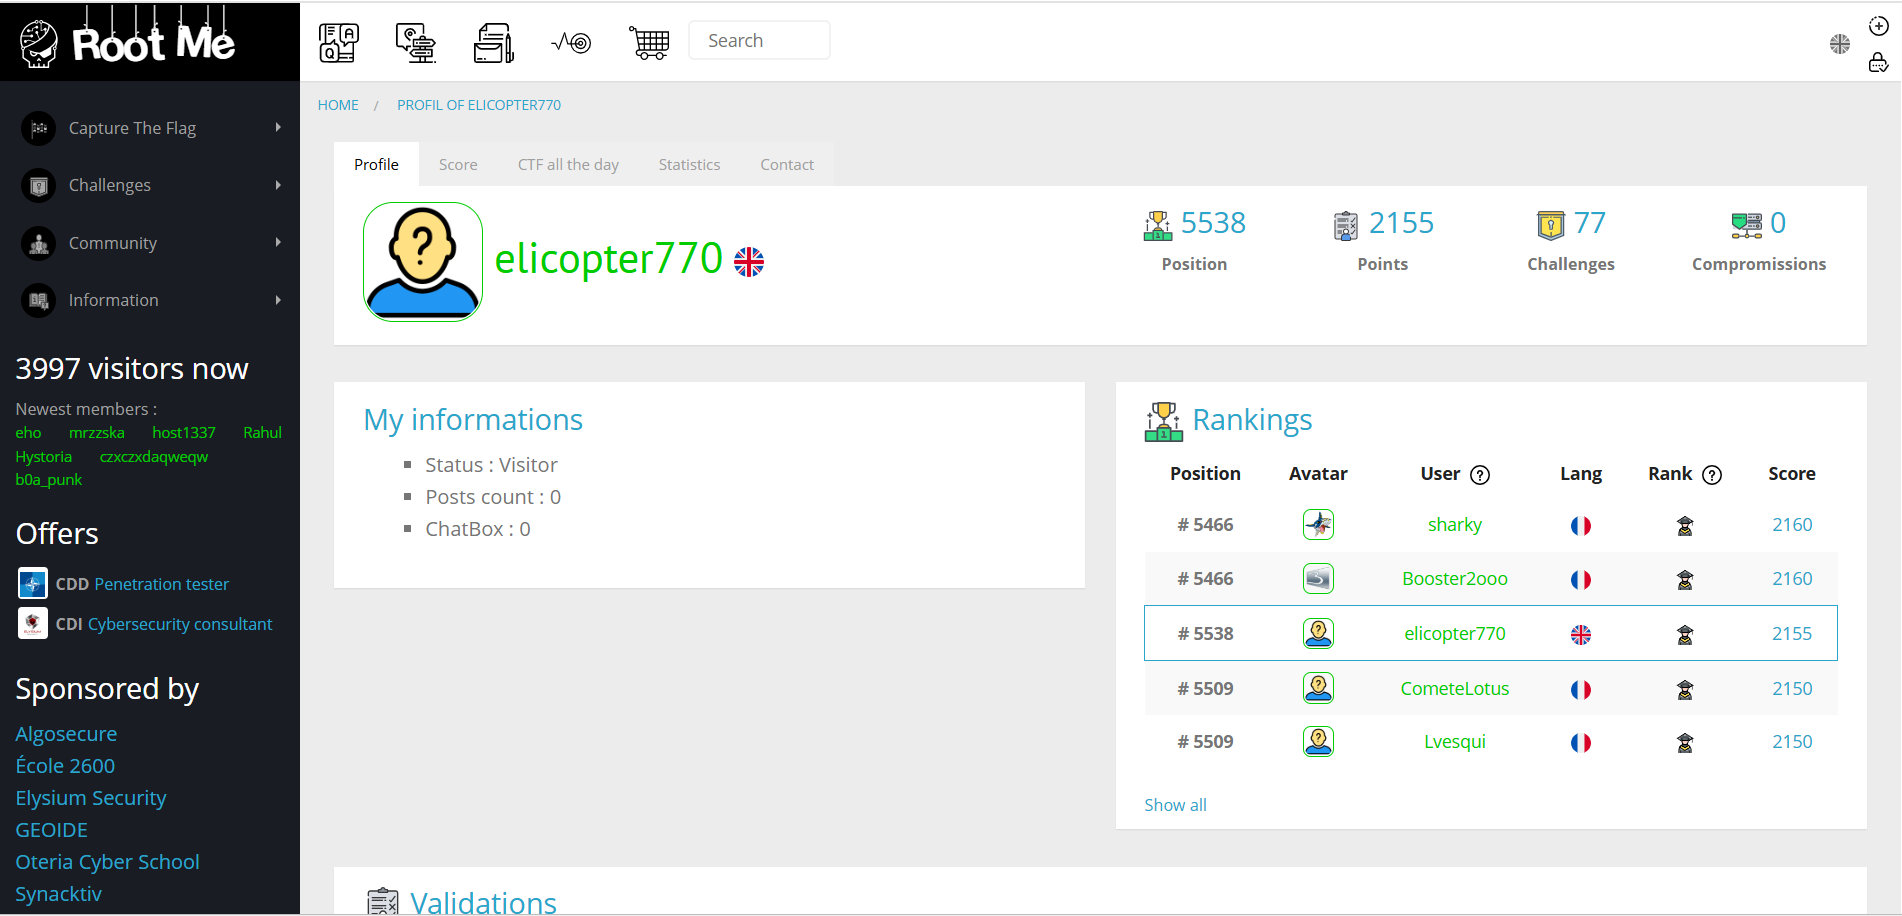 Root Me
Search
Capture The Flag
Challenges
Community
Information
3997 visitors now
Newest members :
eho mrzzska host1337 Rahul
Hystoria czxczxdaqweqw
b0a_punk
Offers
CDD Penetration tester
CDI Cybersecurity consultant
Sponsored by
Algosecure
École 2600
Elysium Security
GEOIDE
Oteria Cyber School
Synacktiv
HOME / PROFIL OF ELICOPTER770
Profile Score CTF all the day Statistics Contact
elicopter770
5538
Position
2155
Points
77
Challenges
0
Compromissions
My informations
Status : Visitor
Posts count : 0
ChatBox : 0
Rankings
Position Avatar User ? Lang Rank ? Score
# 5466 sharky 2160
# 5466 Booster2ooo 2160
# 5538 elicopter770 2155
# 5509 CometeLotus 2150
# 5509 Lvesqui 2150
Show all
Validations